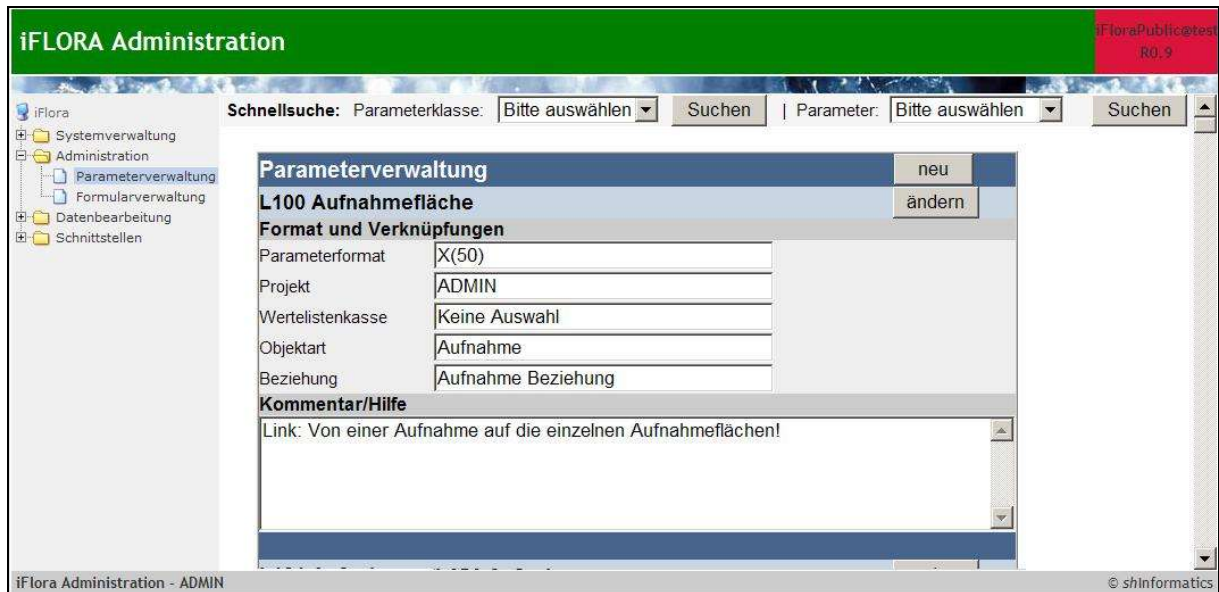 iFLORA Administration
iFloraPublic@test
R0.9
iFlora
Systemverwaltung
Administration
Parameterverwaltung
Formularverwaltung
Datenbearbeitung
Schnittstellen
Schnellsuche: Parameterklasse: Bitte auswählen Suchen | Parameter: Bitte auswählen Suchen
Parameterverwaltung neu
L100 Aufnahmefläche ändern
Format und Verknüpfungen
Parameterformat X(50)
Projekt ADMIN
Wertelistenkasse Keine Auswahl
Objektart Aufnahme
Beziehung Aufnahme Beziehung
Kommentar/Hilfe
Link: Von einer Aufnahme auf die einzelnen Aufnahmeflächen!
iFlora Administration - ADMIN
© shInformatics